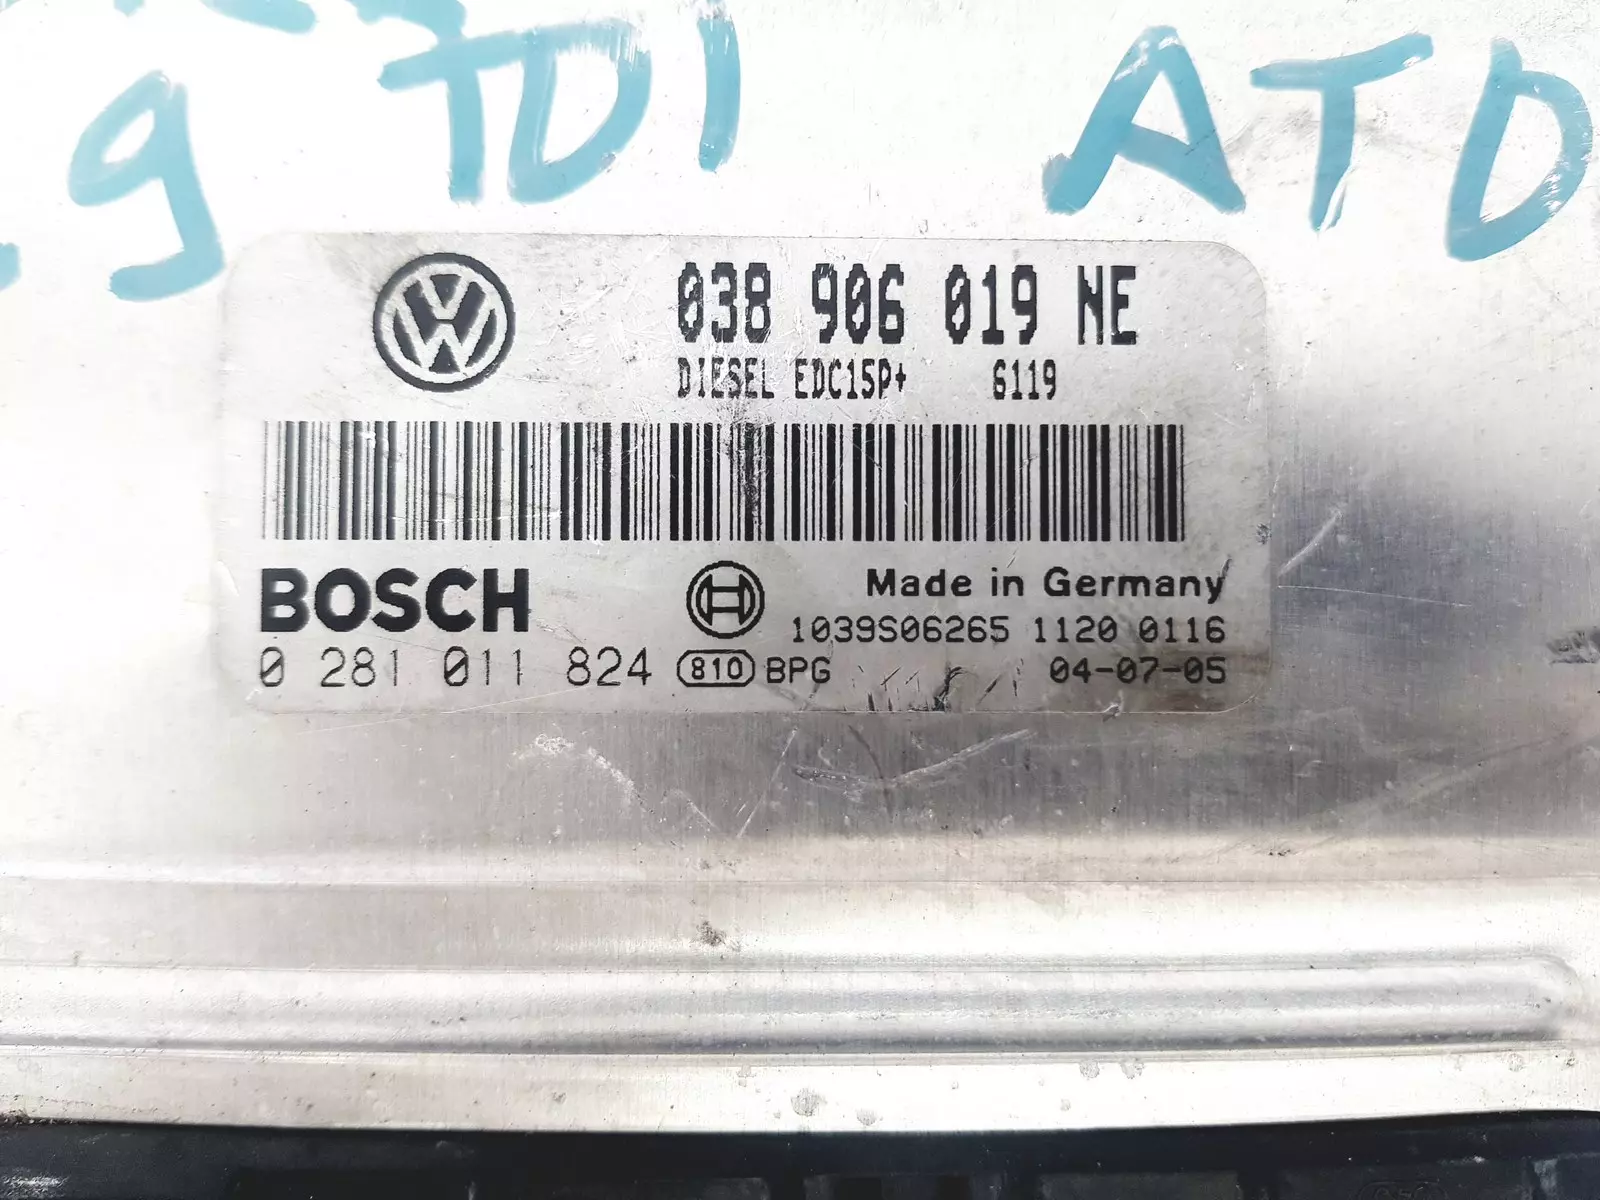 TDI ATD
9
038 906 019 NE
DIESEL EDC15P+ 6119
BOSCH
Made in Germany
1039S06265 1120 0116
0 281 011 824 810 BPG 04-07-05